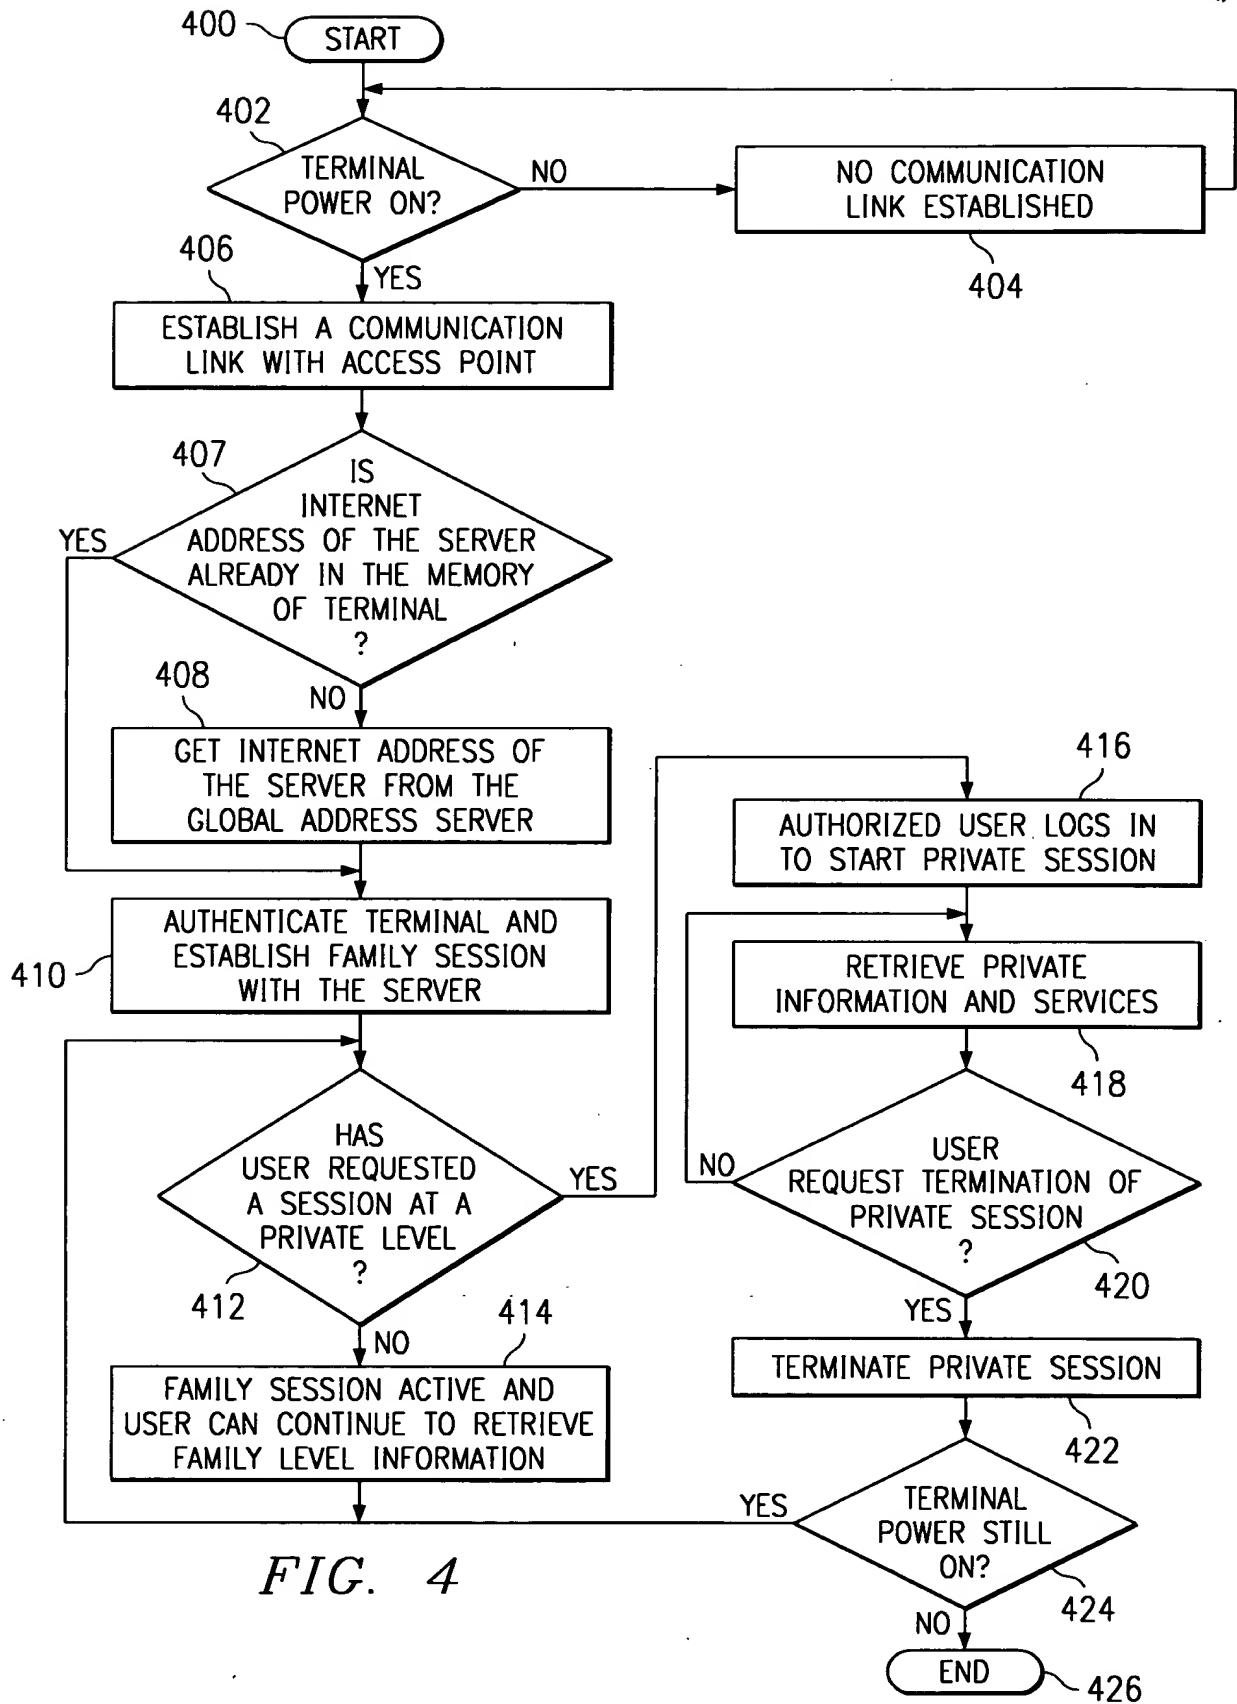 400
START
402
TERMINAL
POWER ON?
NO
NO COMMUNICATION
LINK ESTABLISHED
404
YES
406
ESTABLISH A COMMUNICATION
LINK WITH ACCESS POINT
407
IS
INTERNET
ADDRESS OF THE SERVER
ALREADY IN THE MEMORY
OF TERMINAL
?
YES
NO
408
GET INTERNET ADDRESS OF
THE SERVER FROM THE
GLOBAL ADDRESS SERVER
410
AUTHENTICATE TERMINAL AND
ESTABLISH FAMILY SESSION
WITH THE SERVER
HAS
USER REQUESTED
A SESSION AT A
PRIVATE LEVEL
?
412
YES
NO
414
FAMILY SESSION ACTIVE AND
USER CAN CONTINUE TO RETRIEVE
FAMILY LEVEL INFORMATION
416
AUTHORIZED USER LOGS IN
TO START PRIVATE SESSION
RETRIEVE PRIVATE
INFORMATION AND SERVICES
418
USER
REQUEST TERMINATION OF
PRIVATE SESSION
?
NO
420
YES
TERMINATE PRIVATE SESSION
422
TERMINAL
POWER STILL
ON?
YES
424
NO
END
426
FIG. 4